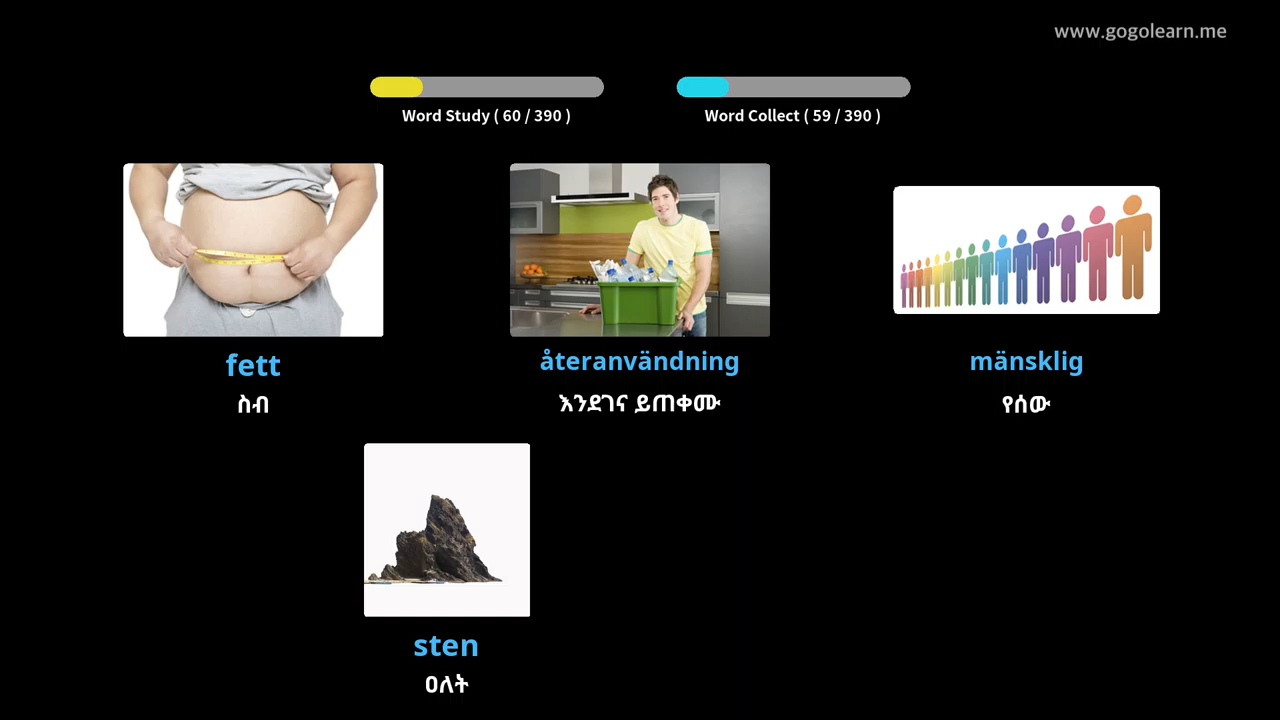 www.gogolearn.me
Word Study ( 60 / 390 )
Word Collect ( 59 / 390 )
fett
ስብ
återanvändning
እንደገና ይጠቀሙ
mänsklig
የሰው
sten
ዐለት